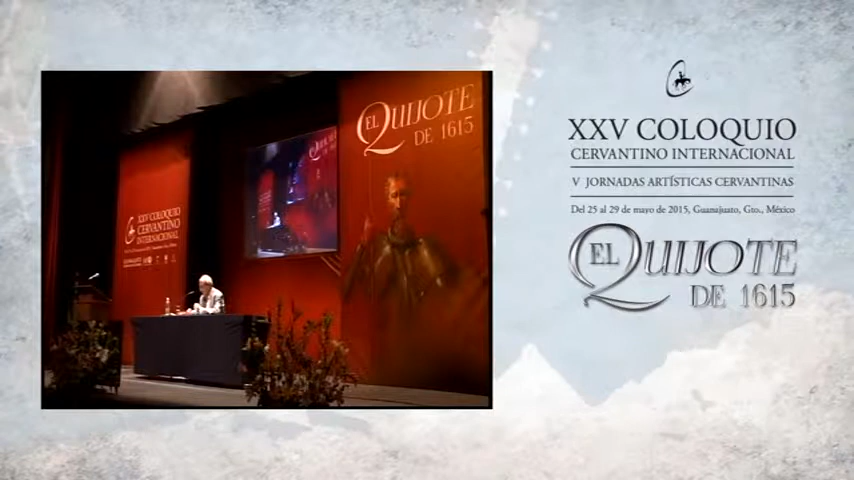 EL QUIJOTE
DE 1615
XXV COLOQUIO
CERVANTINO
INTERNACIONAL
XXV COLOQUIO
CERVANTINO INTERNACIONAL
V JORNADAS ARTÍSTICAS CERVANTINAS
Del 25 al 29 de mayo de 2015, Guanajuato, Gto., México
EL QUIJOTE
DE 1615